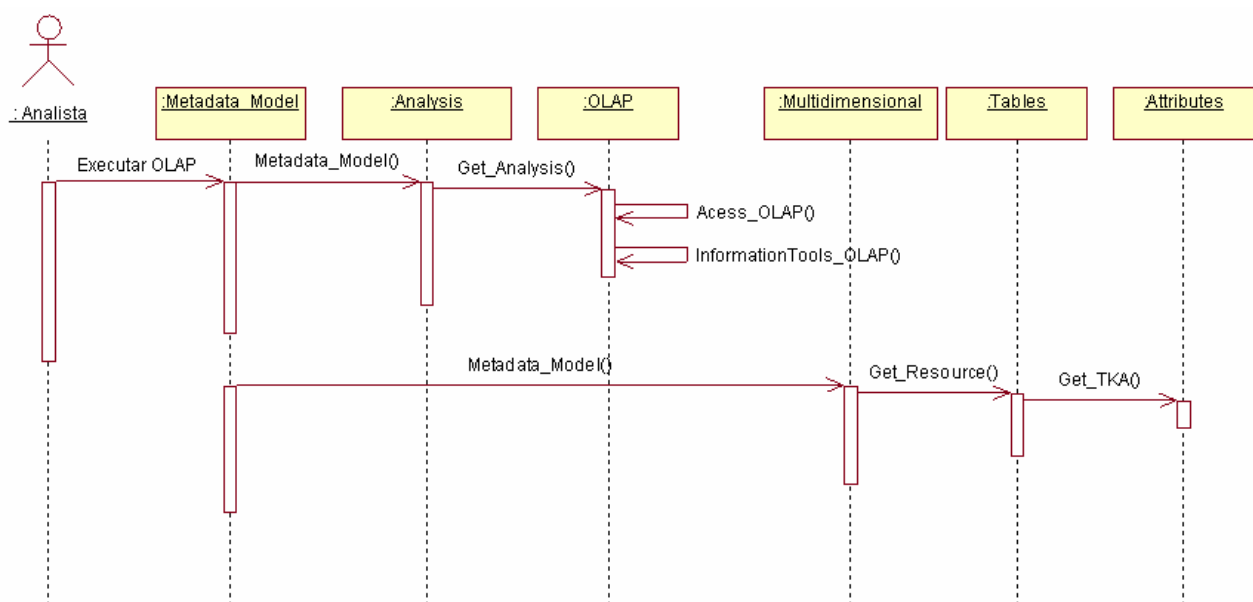 : Analista
:Metadata_Model
:Analysis
:OLAP
:Multidimensional
:Tables
:Attributes
Executar OLAP
Metadata_Model()
Get_Analysis()
Acess_OLAP()
InformationTools_OLAP()
Metadata_Model()
Get_Resource()
Get_TKA()